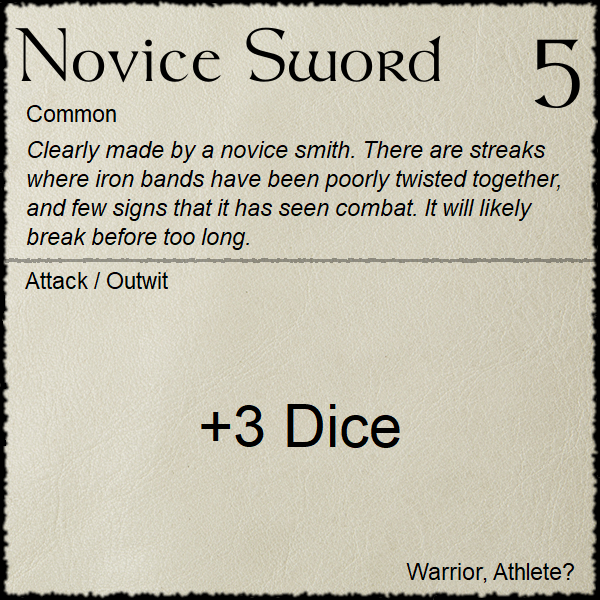 Novice Sword 5
Common
Clearly made by a novice smith. There are streaks
where iron bands have been poorly twisted together,
and few signs that it has seen combat. It will likely
break before too long.
Attack / Outwit
+3 Dice
Warrior, Athlete?